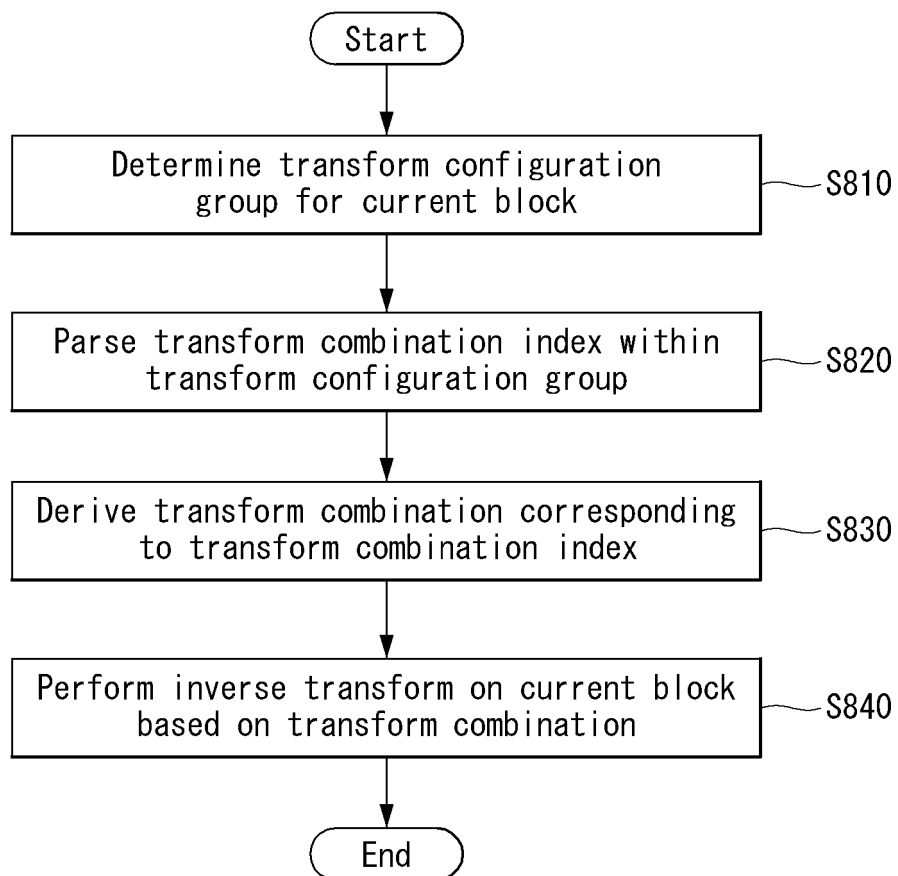 Start
Determine transform configuration
group for current block
S810
Parse transform combination index within
transform configuration group
S820
Derive transform combination corresponding
to transform combination index
S830
Perform inverse transform on current block
based on transform combination
S840
End